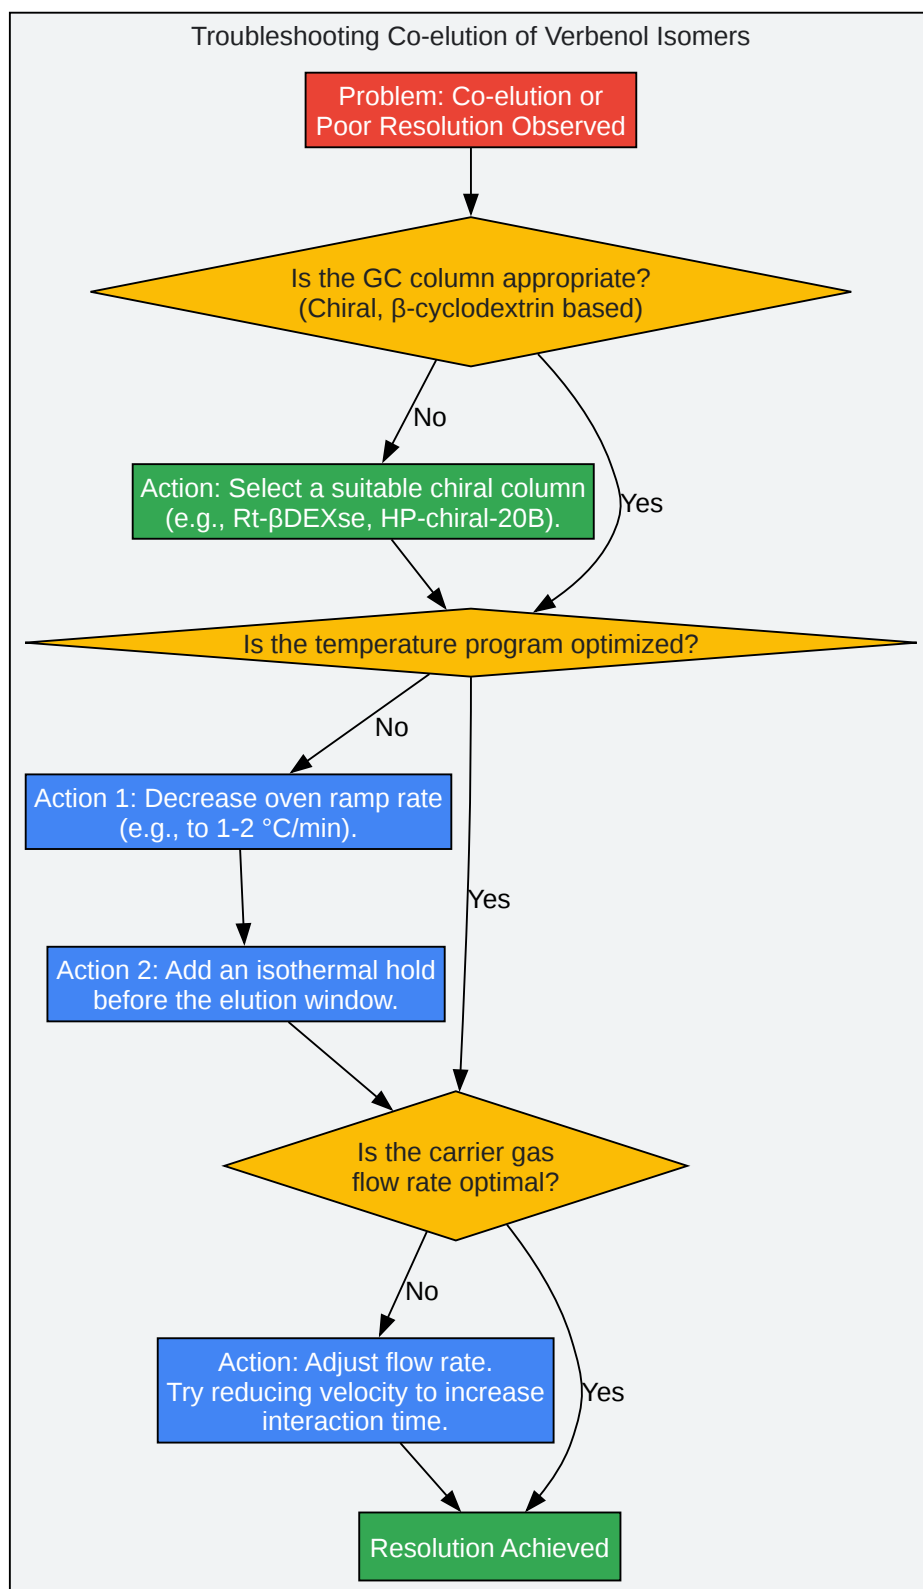 Troubleshooting Co-elution of Verbenol Isomers
Problem: Co-elution or
Poor Resolution Observed
Is the GC column appropriate?
(Chiral, β-cyclodextrin based)
No
Yes
Action: Select a suitable chiral column
(e.g., Rt-βDEXse, HP-chiral-20B).
Is the temperature program optimized?
No
Yes
Action 1: Decrease oven ramp rate
(e.g., to 1-2 °C/min).
Action 2: Add an isothermal hold
before the elution window.
Is the carrier gas
flow rate optimal?
No
Yes
Action: Adjust flow rate.
Try reducing velocity to increase
interaction time.
Resolution Achieved